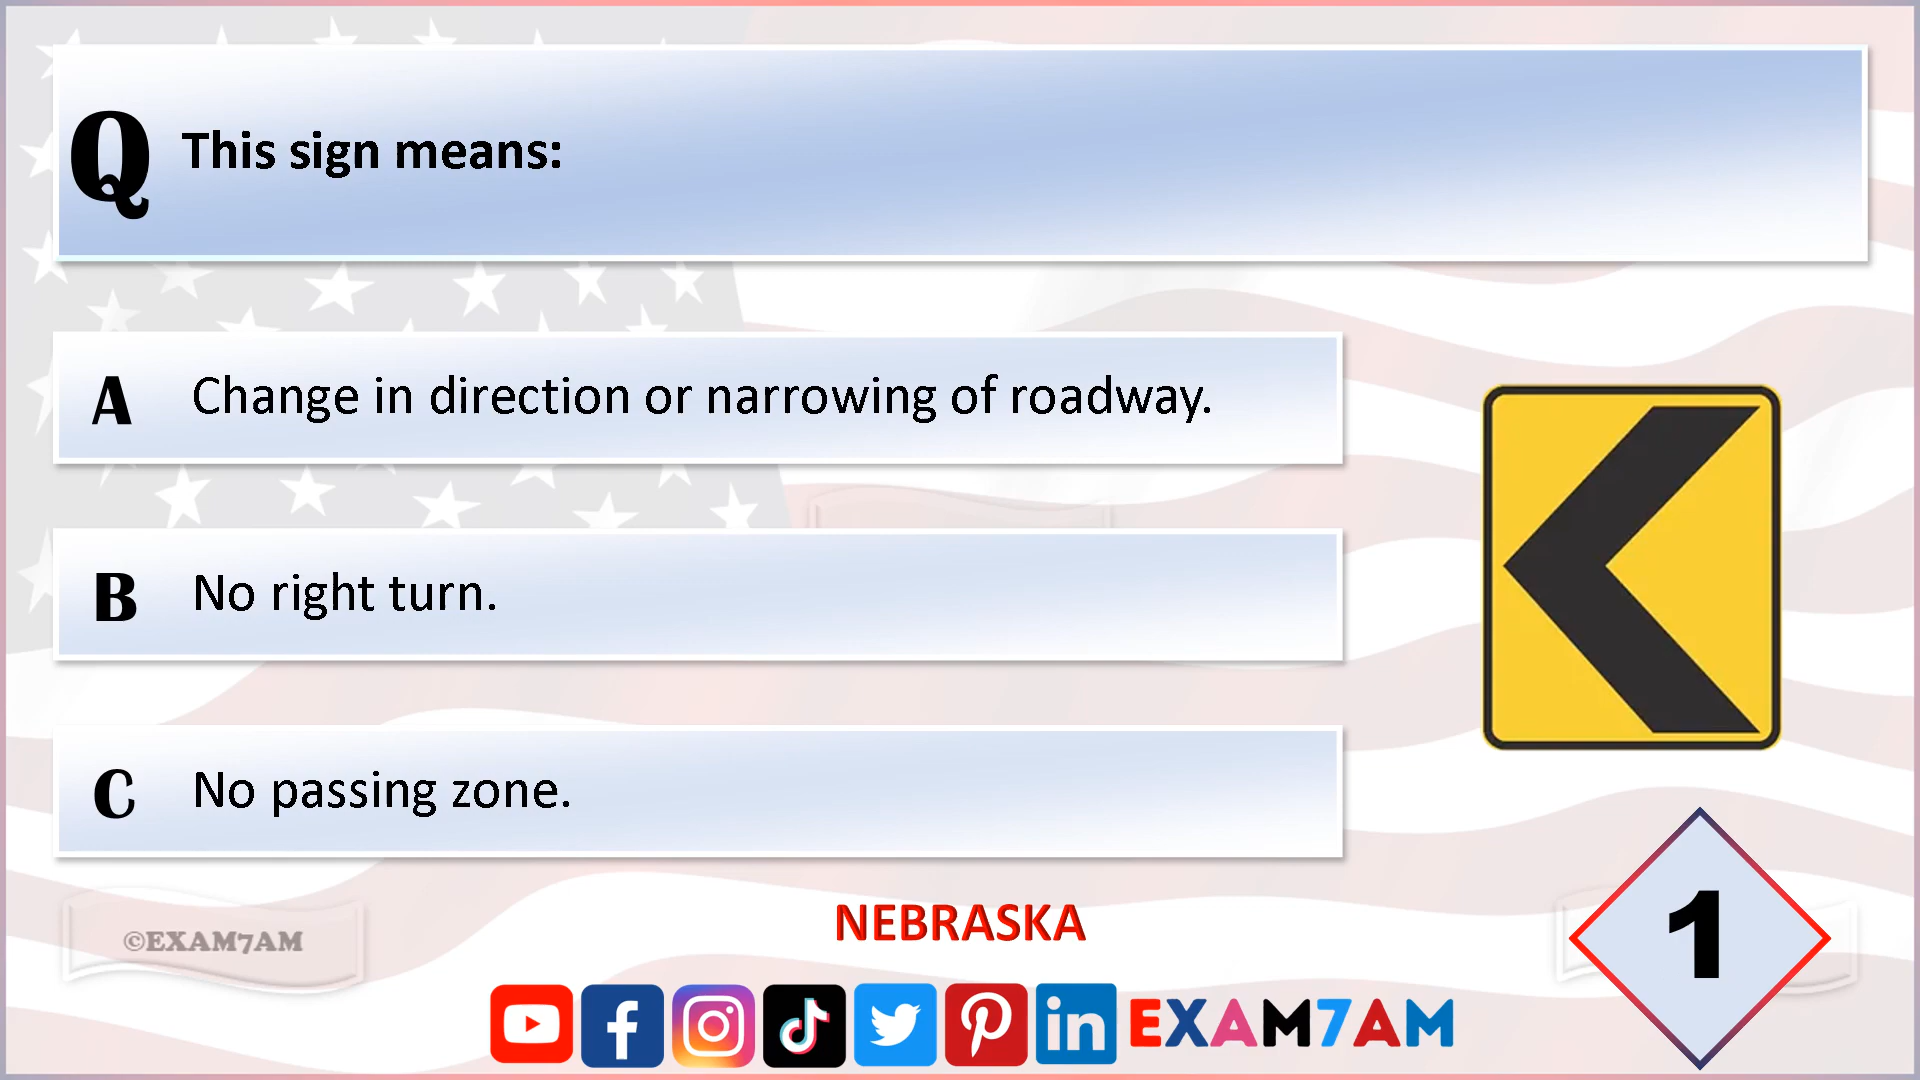 Q This sign means:
A Change in direction or narrowing of roadway.
B No right turn.
C No passing zone.
NEBRASKA
©EXAM7AM
1
EXAM7AM